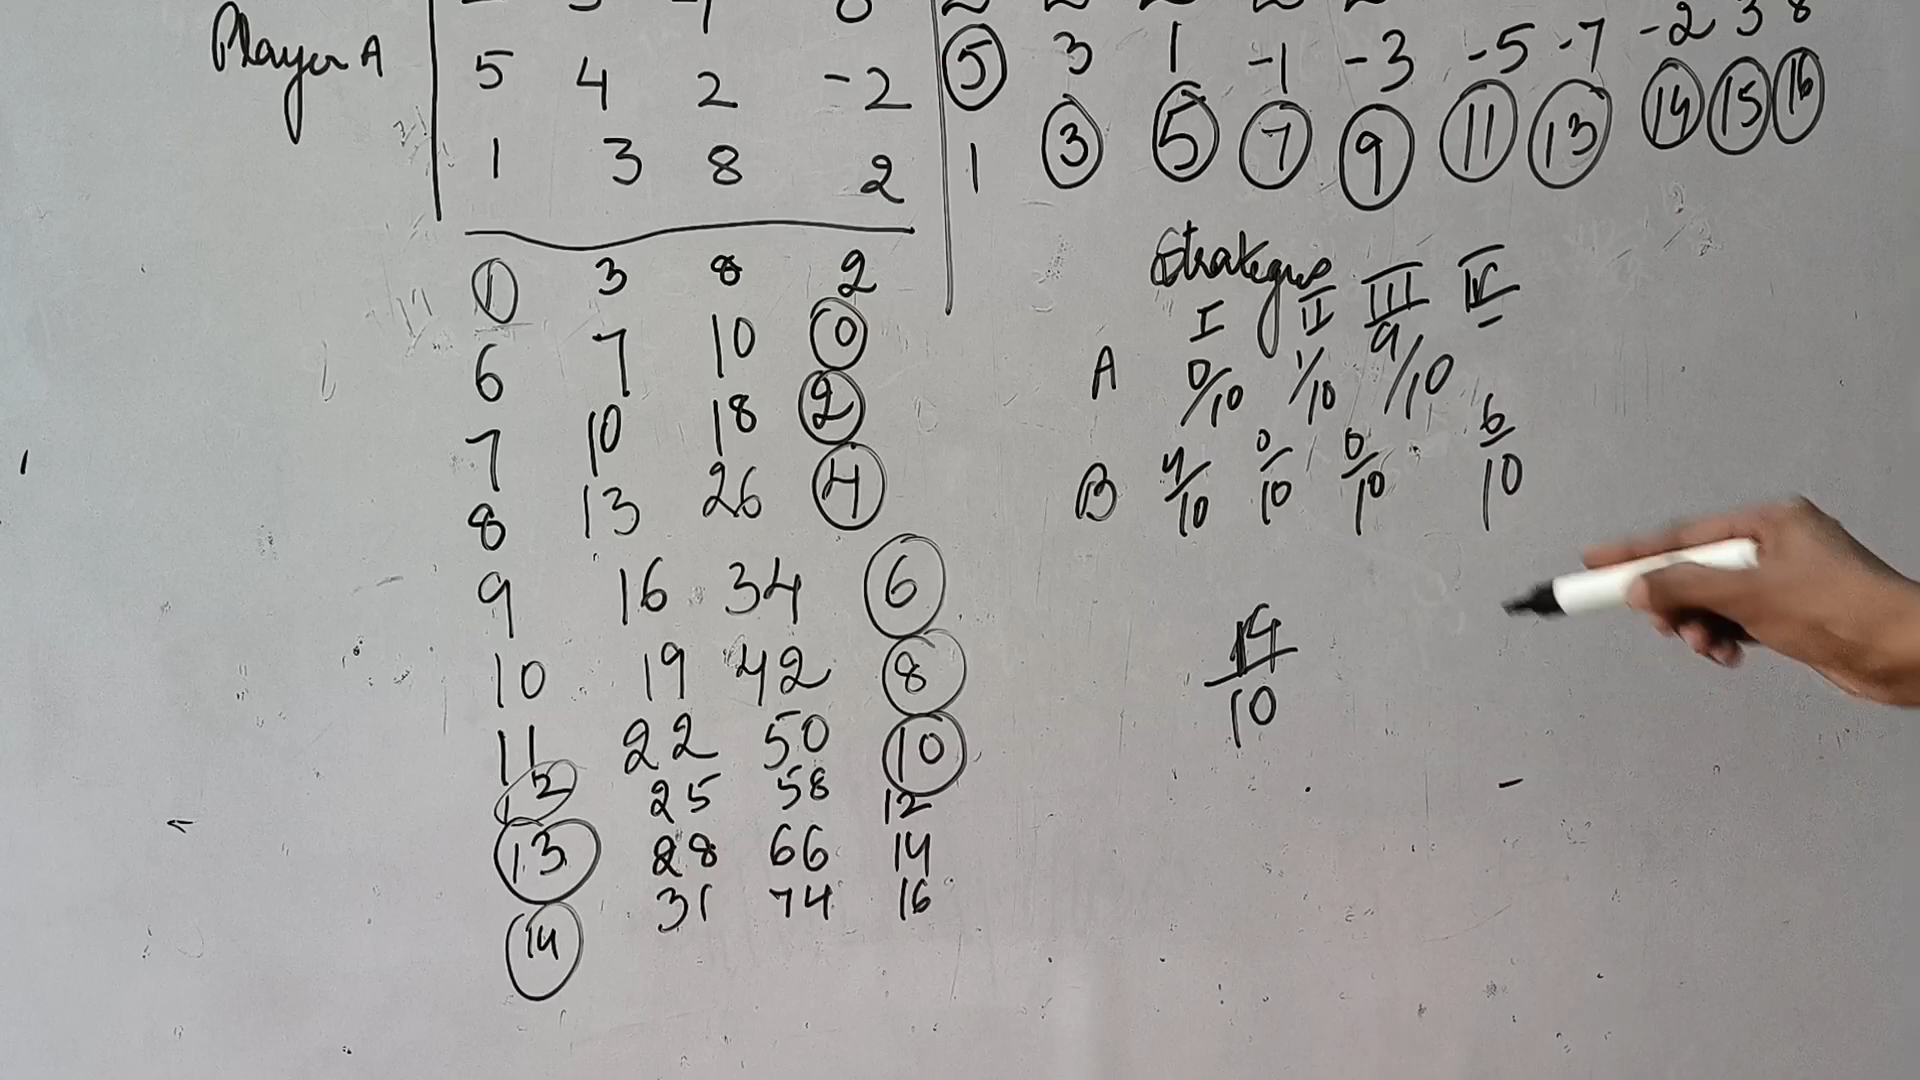 Player A
5 4 2 -2 5 3 1 -1 -3 -5 -7 -2 3 8
1 3 8 2 1 3 5 7 9 11 13 14 15 16
1 3 8 2
6 7 10 0
7 10 18 2
8 13 26 4
9 16 34 6
10 19 42 8
11 22 50 10
12 25 58 12
13 28 66 14
14 31 74 16
I II III IV
A 0/10 1/10 9/10
B 4/10 0/10 0/10 6/10
14
10